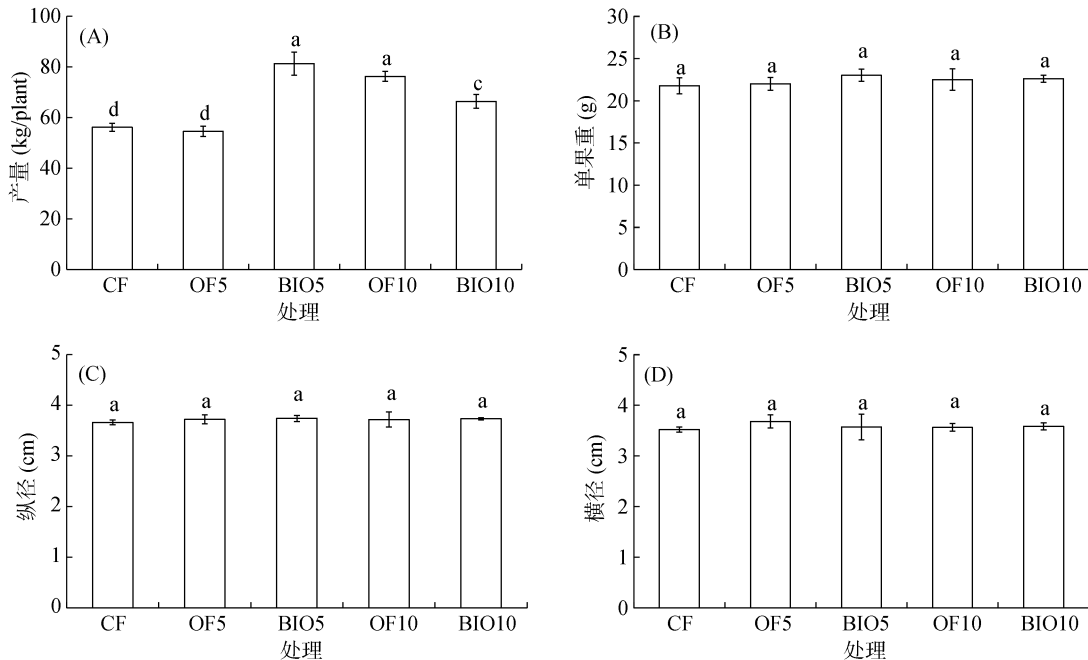 (A)
产量 (kg/plant)
100
80
60
40
20
0
d
d
a
a
c
CF
OF5
BIO5
OF10
BIO10
处理
(B)
单果重 (g)
30
25
20
15
10
5
0
a
a
a
a
a
CF
OF5
BIO5
OF10
BIO10
处理
(C)
纵径 (cm)
5
4
3
2
1
0
a
a
a
a
a
CF
OF5
BIO5
OF10
BIO10
处理
(D)
横径 (cm)
5
4
3
2
1
0
a
a
a
a
a
CF
OF5
BIO5
OF10
BIO10
处理